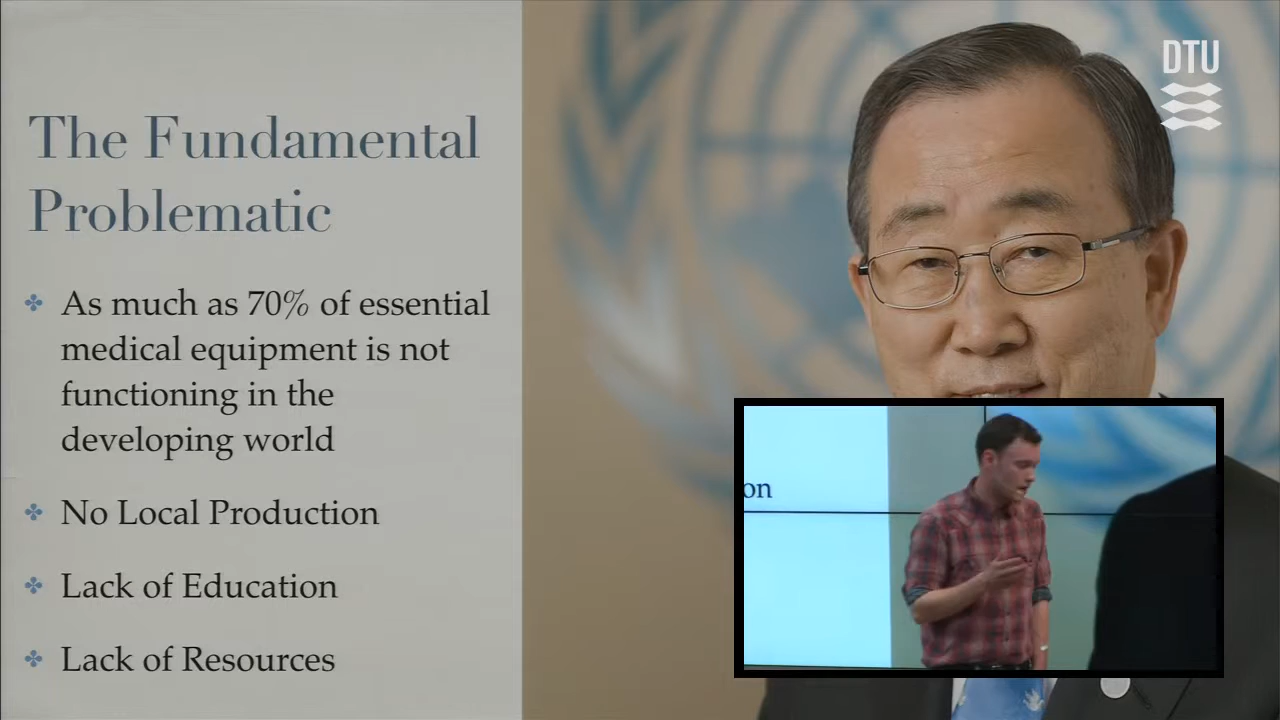 The Fundamental
Problematic
As much as 70% of essential
medical equipment is not
functioning in the
developing world
No Local Production
Lack of Education
Lack of Resources
DTU
on